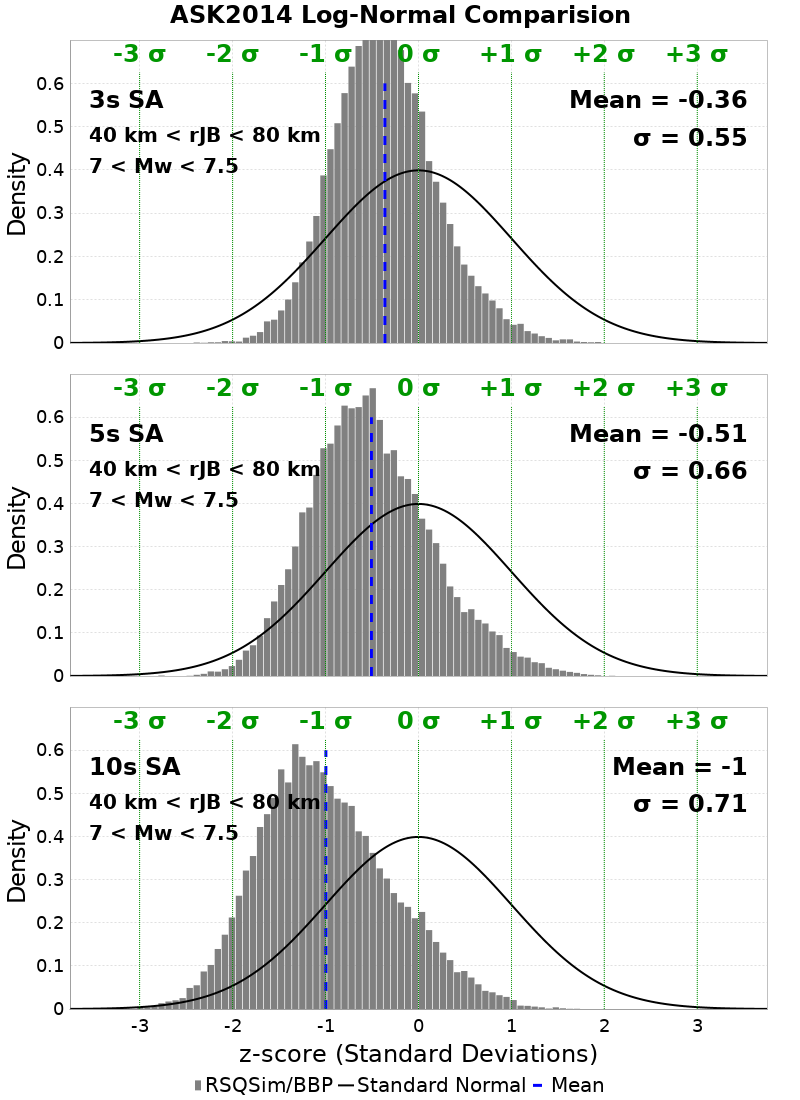 ASK2014 Log-Normal Comparision
-3 σ -2 σ -1 σ 0 σ +1 σ +2 σ +3 σ
3s SA
40 km < rJB < 80 km
7 < Mw < 7.5
Mean = -0.36
σ = 0.55
Density
0.6
0.5
0.4
0.3
0.2
0.1
0
-3 σ -2 σ -1 σ 0 σ +1 σ +2 σ +3 σ
5s SA
40 km < rJB < 80 km
7 < Mw < 7.5
Mean = -0.51
σ = 0.66
Density
0.6
0.5
0.4
0.3
0.2
0.1
0
-3 σ -2 σ -1 σ 0 σ +1 σ +2 σ +3 σ
10s SA
40 km < rJB < 80 km
7 < Mw < 7.5
Mean = -1
σ = 0.71
Density
0.6
0.5
0.4
0.3
0.2
0.1
0
-3 -2 -1 0 1 2 3
z-score (Standard Deviations)
RSQSim/BBP Standard Normal Mean